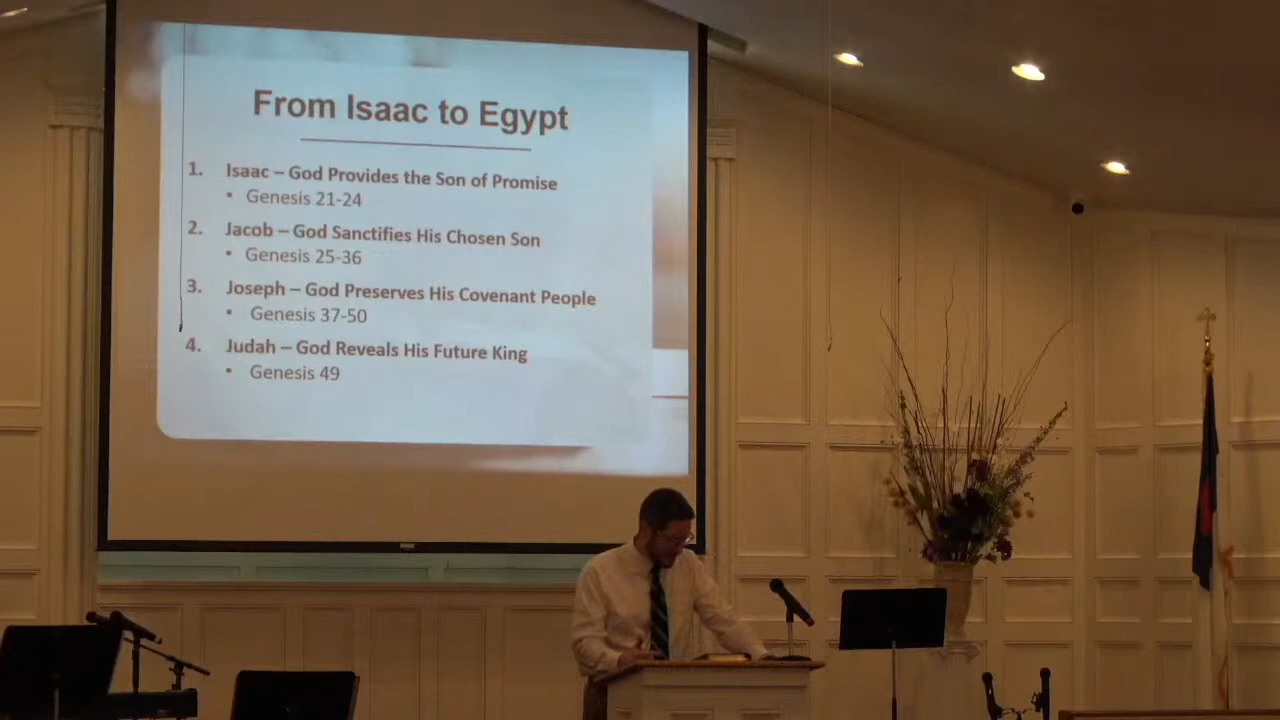 From Isaac to Egypt
1. Isaac – God Provides the Son of Promise
• Genesis 21-24
2. Jacob – God Sanctifies His Chosen Son
• Genesis 25-36
3. Joseph – God Preserves His Covenant People
• Genesis 37-50
4. Judah – God Reveals His Future King
• Genesis 49